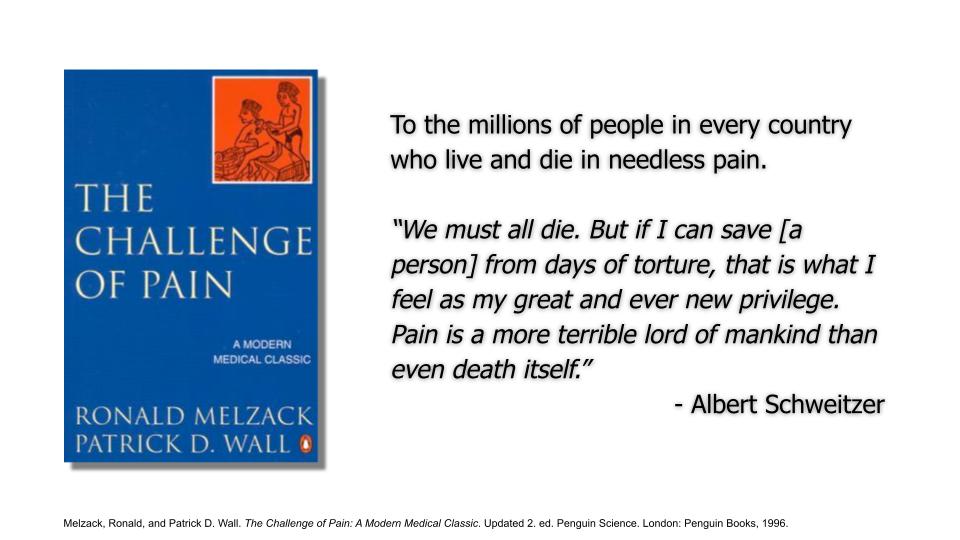 THE
CHALLENGE
OF PAIN
A MODERN
MEDICAL CLASSIC
RONALD MELZACK
PATRICK D. WALL
To the millions of people in every country
who live and die in needless pain.
“We must all die. But if I can save [a
person] from days of torture, that is what I
feel as my great and ever new privilege.
Pain is a more terrible lord of mankind than
even death itself.”
- Albert Schweitzer
Melzack, Ronald, and Patrick D. Wall. The Challenge of Pain: A Modern Medical Classic. Updated 2. ed. Penguin Science. London: Penguin Books, 1996.